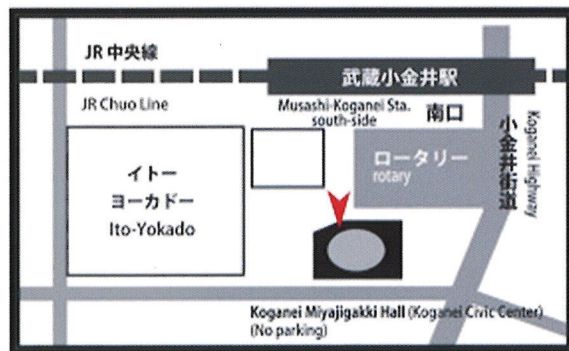 JR 中央線
JR Chuo Line
武蔵小金井駅
Musashi-Koganei Sta.
south-side
南口
ロータリー
rotary
小金井街道
Koganei Highway
イトー
ヨーカドー
Ito-Yokado
Koganei Miyajigakki Hall (Koganei Civic Center)
(No parking)